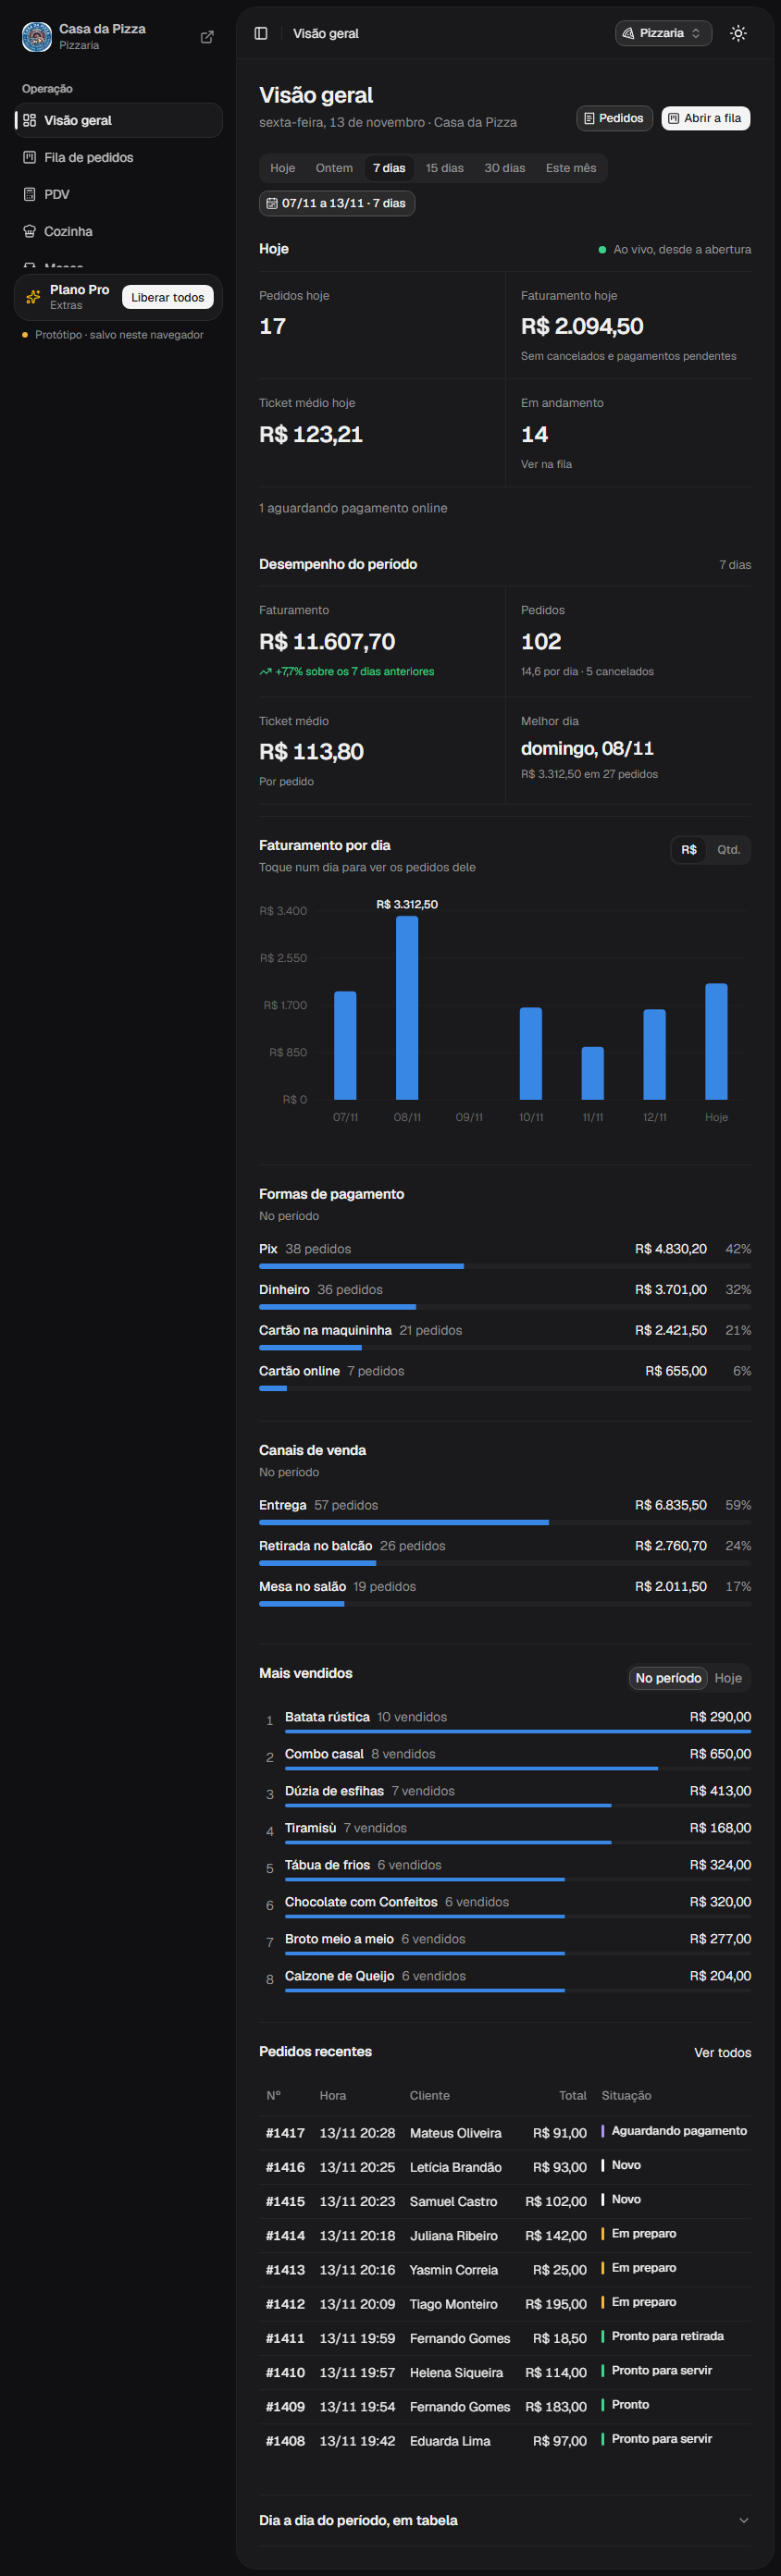 Casa da Pizza
Pizzaria
Operação
Visão geral
Fila de pedidos
PDV
Cozinha
Plano Pro
Extras
Liberar todos
Protótipo · salvo neste navegador
Visão geral
Pizzaria
Visão geral
sexta-feira, 13 de novembro · Casa da Pizza
Pedidos
Abrir a fila
Hoje Ontem 7 dias 15 dias 30 dias Este mês
07/11 a 13/11 · 7 dias
Hoje
Ao vivo, desde a abertura
Pedidos hoje
17
Faturamento hoje
R$ 2.094,50
Sem cancelados e pagamentos pendentes
Ticket médio hoje
R$ 123,21
Em andamento
14
Ver na fila
1 aguardando pagamento online
Desempenho do período
7 dias
Faturamento
R$ 11.607,70
+7,7% sobre os 7 dias anteriores
Pedidos
102
14,6 por dia · 5 cancelados
Ticket médio
R$ 113,80
Por pedido
Melhor dia
domingo, 08/11
R$ 3.312,50 em 27 pedidos
Faturamento por dia
Toque num dia para ver os pedidos dele
R$ Qtd.
R$ 3.312,50
R$ 3.400
R$ 2.550
R$ 1.700
R$ 850
R$ 0
07/11 08/11 09/11 10/11 11/11 12/11 Hoje
Formas de pagamento
No período
Pix 38 pedidos R$ 4.830,20 42%
Dinheiro 36 pedidos R$ 3.701,00 32%
Cartão na maquininha 21 pedidos R$ 2.421,50 21%
Cartão online 7 pedidos R$ 655,00 6%
Canais de venda
No período
Entrega 57 pedidos R$ 6.835,50 59%
Retirada no balcão 26 pedidos R$ 2.760,70 24%
Mesa no salão 19 pedidos R$ 2.011,50 17%
Mais vendidos
No período Hoje
1 Batata rústica 10 vendidos R$ 290,00
2 Combo casal 8 vendidos R$ 650,00
3 Dúzia de esfihas 7 vendidos R$ 413,00
4 Tiramisù 7 vendidos R$ 168,00
5 Tábua de frios 6 vendidos R$ 324,00
6 Chocolate com Confeitos 6 vendidos R$ 320,00
7 Broto meio a meio 6 vendidos R$ 277,00
8 Calzone de Queijo 6 vendidos R$ 204,00
Pedidos recentes
Ver todos
Nº Hora Cliente Total Situação
#1417 13/11 20:28 Mateus Oliveira R$ 91,00 Aguardando pagamento
#1416 13/11 20:25 Letícia Brandão R$ 93,00 Novo
#1415 13/11 20:23 Samuel Castro R$ 102,00 Novo
#1414 13/11 20:18 Juliana Ribeiro R$ 142,00 Em preparo
#1413 13/11 20:16 Yasmin Correia R$ 25,00 Em preparo
#1412 13/11 20:09 Tiago Monteiro R$ 195,00 Em preparo
#1411 13/11 19:59 Fernando Gomes R$ 18,50 Pronto para retirada
#1410 13/11 19:57 Helena Siqueira R$ 114,00 Pronto para servir
#1409 13/11 19:54 Fernando Gomes R$ 183,00 Pronto
#1408 13/11 19:42 Eduarda Lima R$ 97,00 Pronto para servir
Dia a dia do período, em tabela